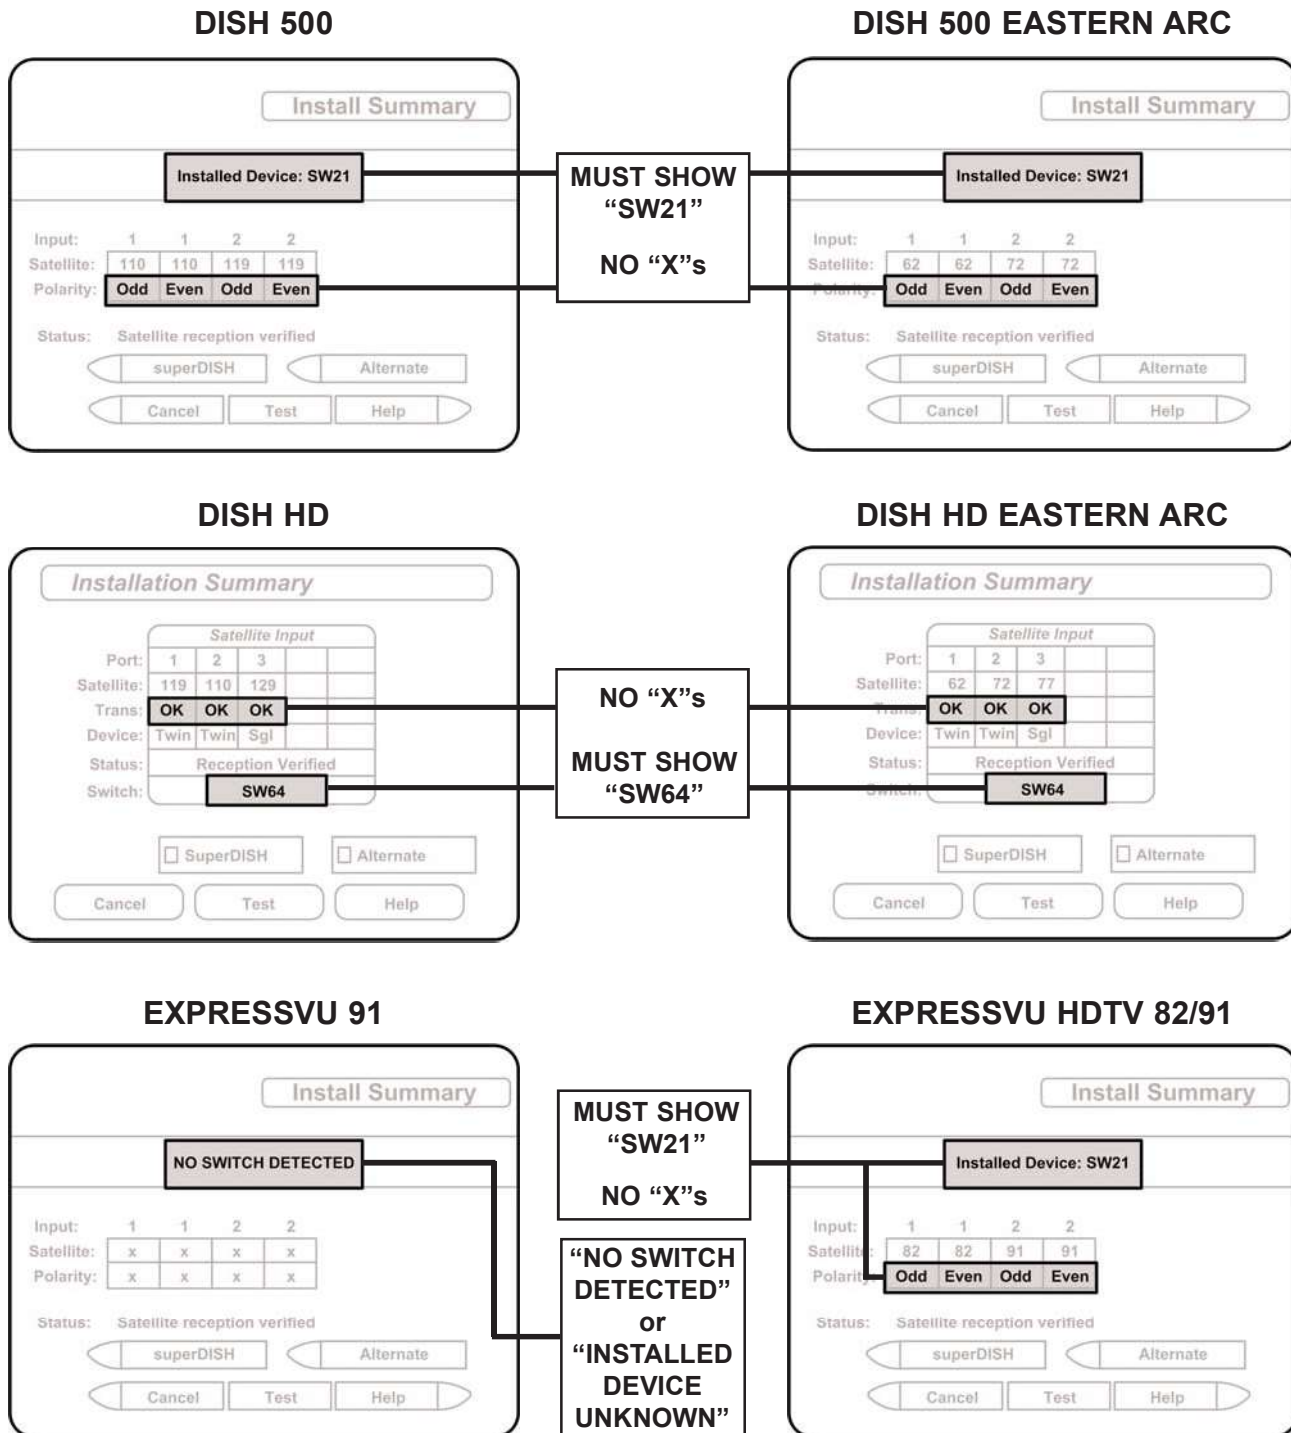 DISH 500
DISH 500 EASTERN ARC
Install Summary
Installed Device: SW21
Input: 1 1 2 2
Satellite: 110 110 119 119
Polarity: Odd Even Odd Even
Status: Satellite reception verified
superDISH Alternate
Cancel Test Help
MUST SHOW
“SW21”
NO “X”s
Install Summary
Installed Device: SW21
Input: 1 1 2 2
Satellite: 62 62 72 72
Polarity: Odd Even Odd Even
Status: Satellite reception verified
superDISH Alternate
Cancel Test Help
DISH HD
DISH HD EASTERN ARC
Installation Summary
Satellite Input
Port: 1 2 3
Satellite: 119 110 129
Trans: OK OK OK
Device: Twin Twin Sgl
Status: Reception Verified
Switch: SW64
SuperDISH Alternate
Cancel Test Help
NO “X”s
MUST SHOW
“SW64”
Installation Summary
Satellite Input
Port: 1 2 3
Satellite: 62 72 77
Trans: OK OK OK
Device: Twin Twin Sgl
Status: Reception Verified
Switch: SW64
SuperDISH Alternate
Cancel Test Help
EXPRESSVU 91
EXPRESSVU HDTV 82/91
Install Summary
NO SWITCH DETECTED
Input: 1 1 2 2
Satellite: x x x x
Polarity: x x x x
Status: Satellite reception verified
superDISH Alternate
Cancel Test Help
MUST SHOW
“SW21”
NO “X”s
“NO SWITCH
DETECTED”
or
“INSTALLED
DEVICE
UNKNOWN”
Install Summary
Installed Device: SW21
Input: 1 1 2 2
Satellite: 82 82 91 91
Polarity: Odd Even Odd Even
Status: Satellite reception verified
superDISH Alternate
Cancel Test Help